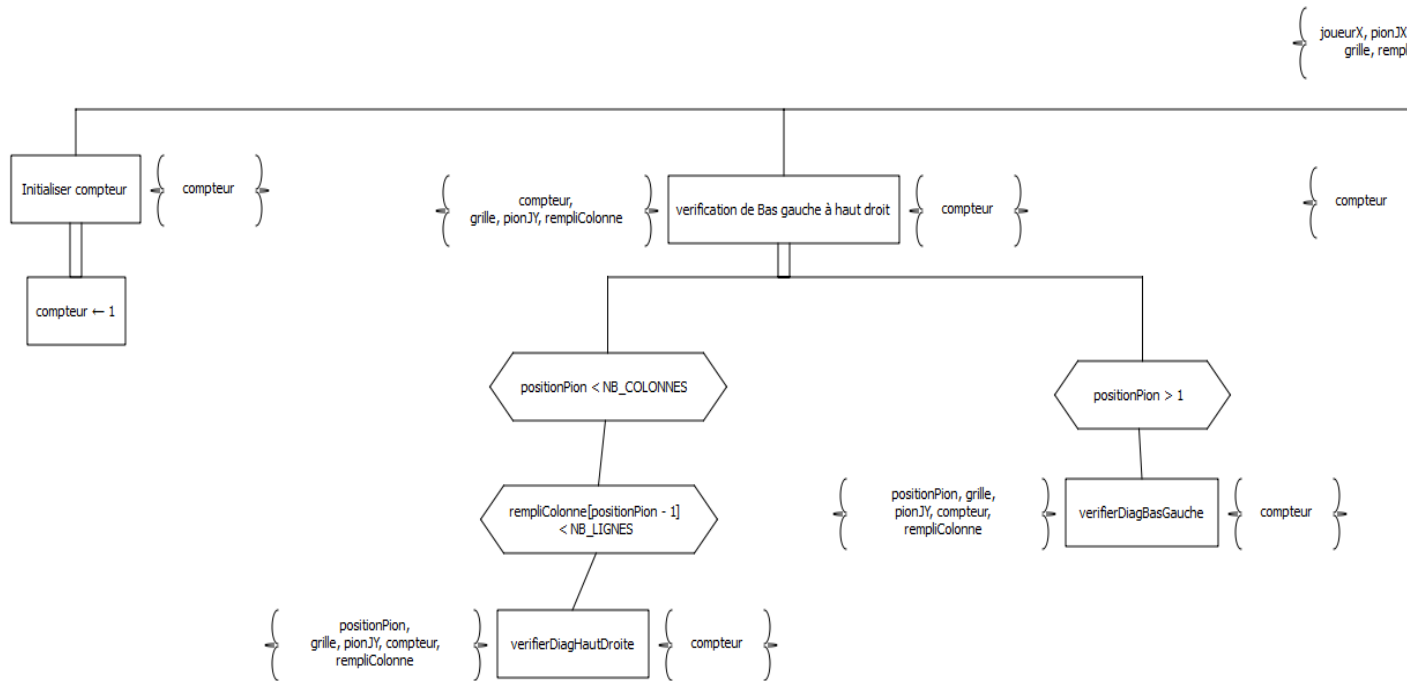 joueurX, pionJX
grille, rempl
Initialiser compteur
compteur
compteur,
grille, pionJY, rempliColonne
verification de Bas gauche à haut droit
compteur
compteur
compteur ← 1
positionPion < NB_COLONNES
positionPion > 1
rempliColonne[positionPion - 1]
< NB_LIGNES
positionPion, grille,
pionJY, compteur,
rempliColonne
verifierDiagBasGauche
compteur
positionPion,
grille, pionJY, compteur,
rempliColonne
verifierDiagHautDroite
compteur